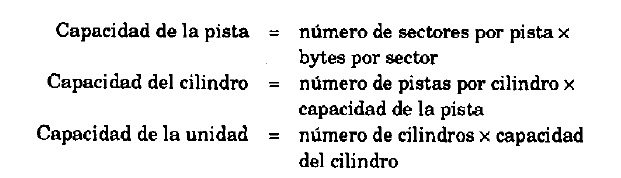 Capacidad de la pista = número de sectores por pista ×
bytes por sector
Capacidad del cilindro = número de pistas por cilindro ×
capacidad de la pista
Capacidad de la unidad = número de cilindros × capacidad
del cilindro